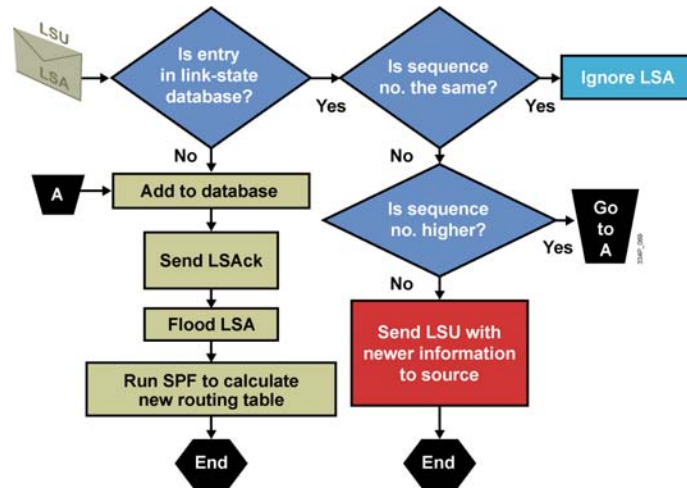 LSU
LSA
Is entry
in link-state
database?
Yes
Is sequence
no. the same?
Yes
Ignore LSA
No
No
A
Add to database
Is sequence
no. higher?
Yes
Go
to
A
Send LSAck
No
Flood LSA
Send LSU with
newer information
to source
Run SPF to calculate
new routing table
End
End